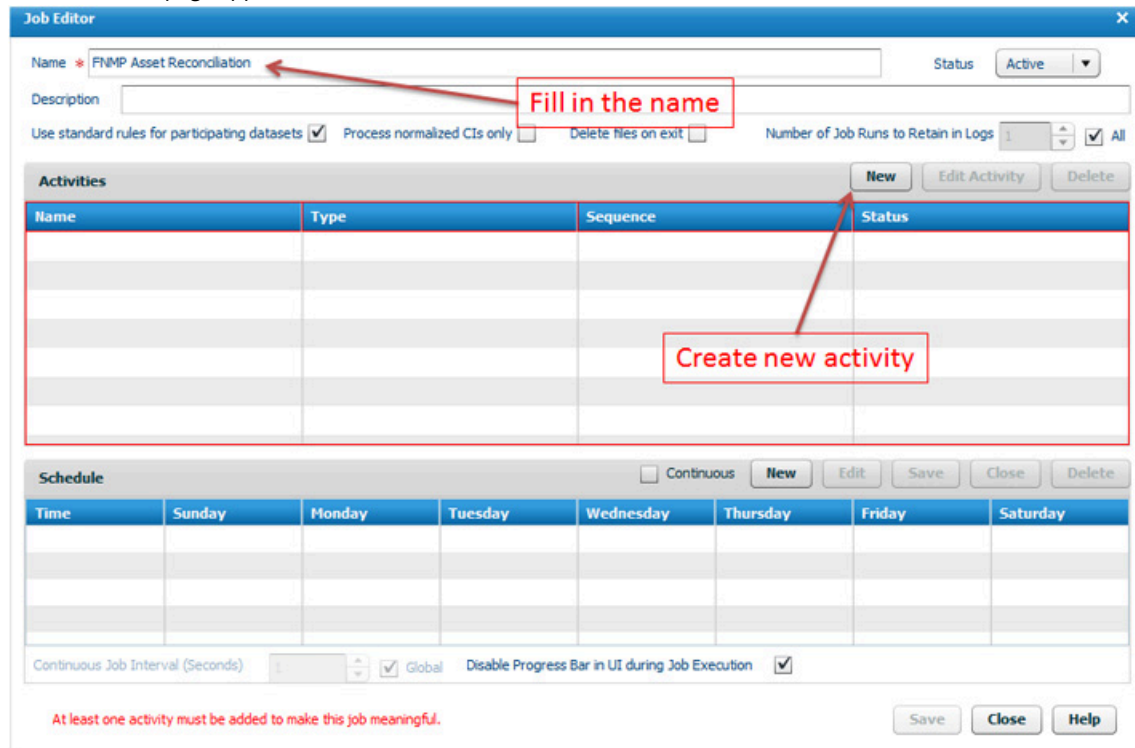 Job Editor
Name * FNMP Asset Reconciliation Status Active
Fill in the name
Description
Use standard rules for participating datasets Process normalized CIs only Delete files on exit Number of Job Runs to Retain in Logs 1 All
Activities New Edit Activity Delete
Name Type Sequence Status
Create new activity
Schedule Continuous New Edit Save Close Delete
Time Sunday Monday Tuesday Wednesday Thursday Friday Saturday
Continuous Job Interval (Seconds) 1 Global Disable Progress Bar in UI during Job Execution
At least one activity must be added to make this job meaningful. Save Close Help